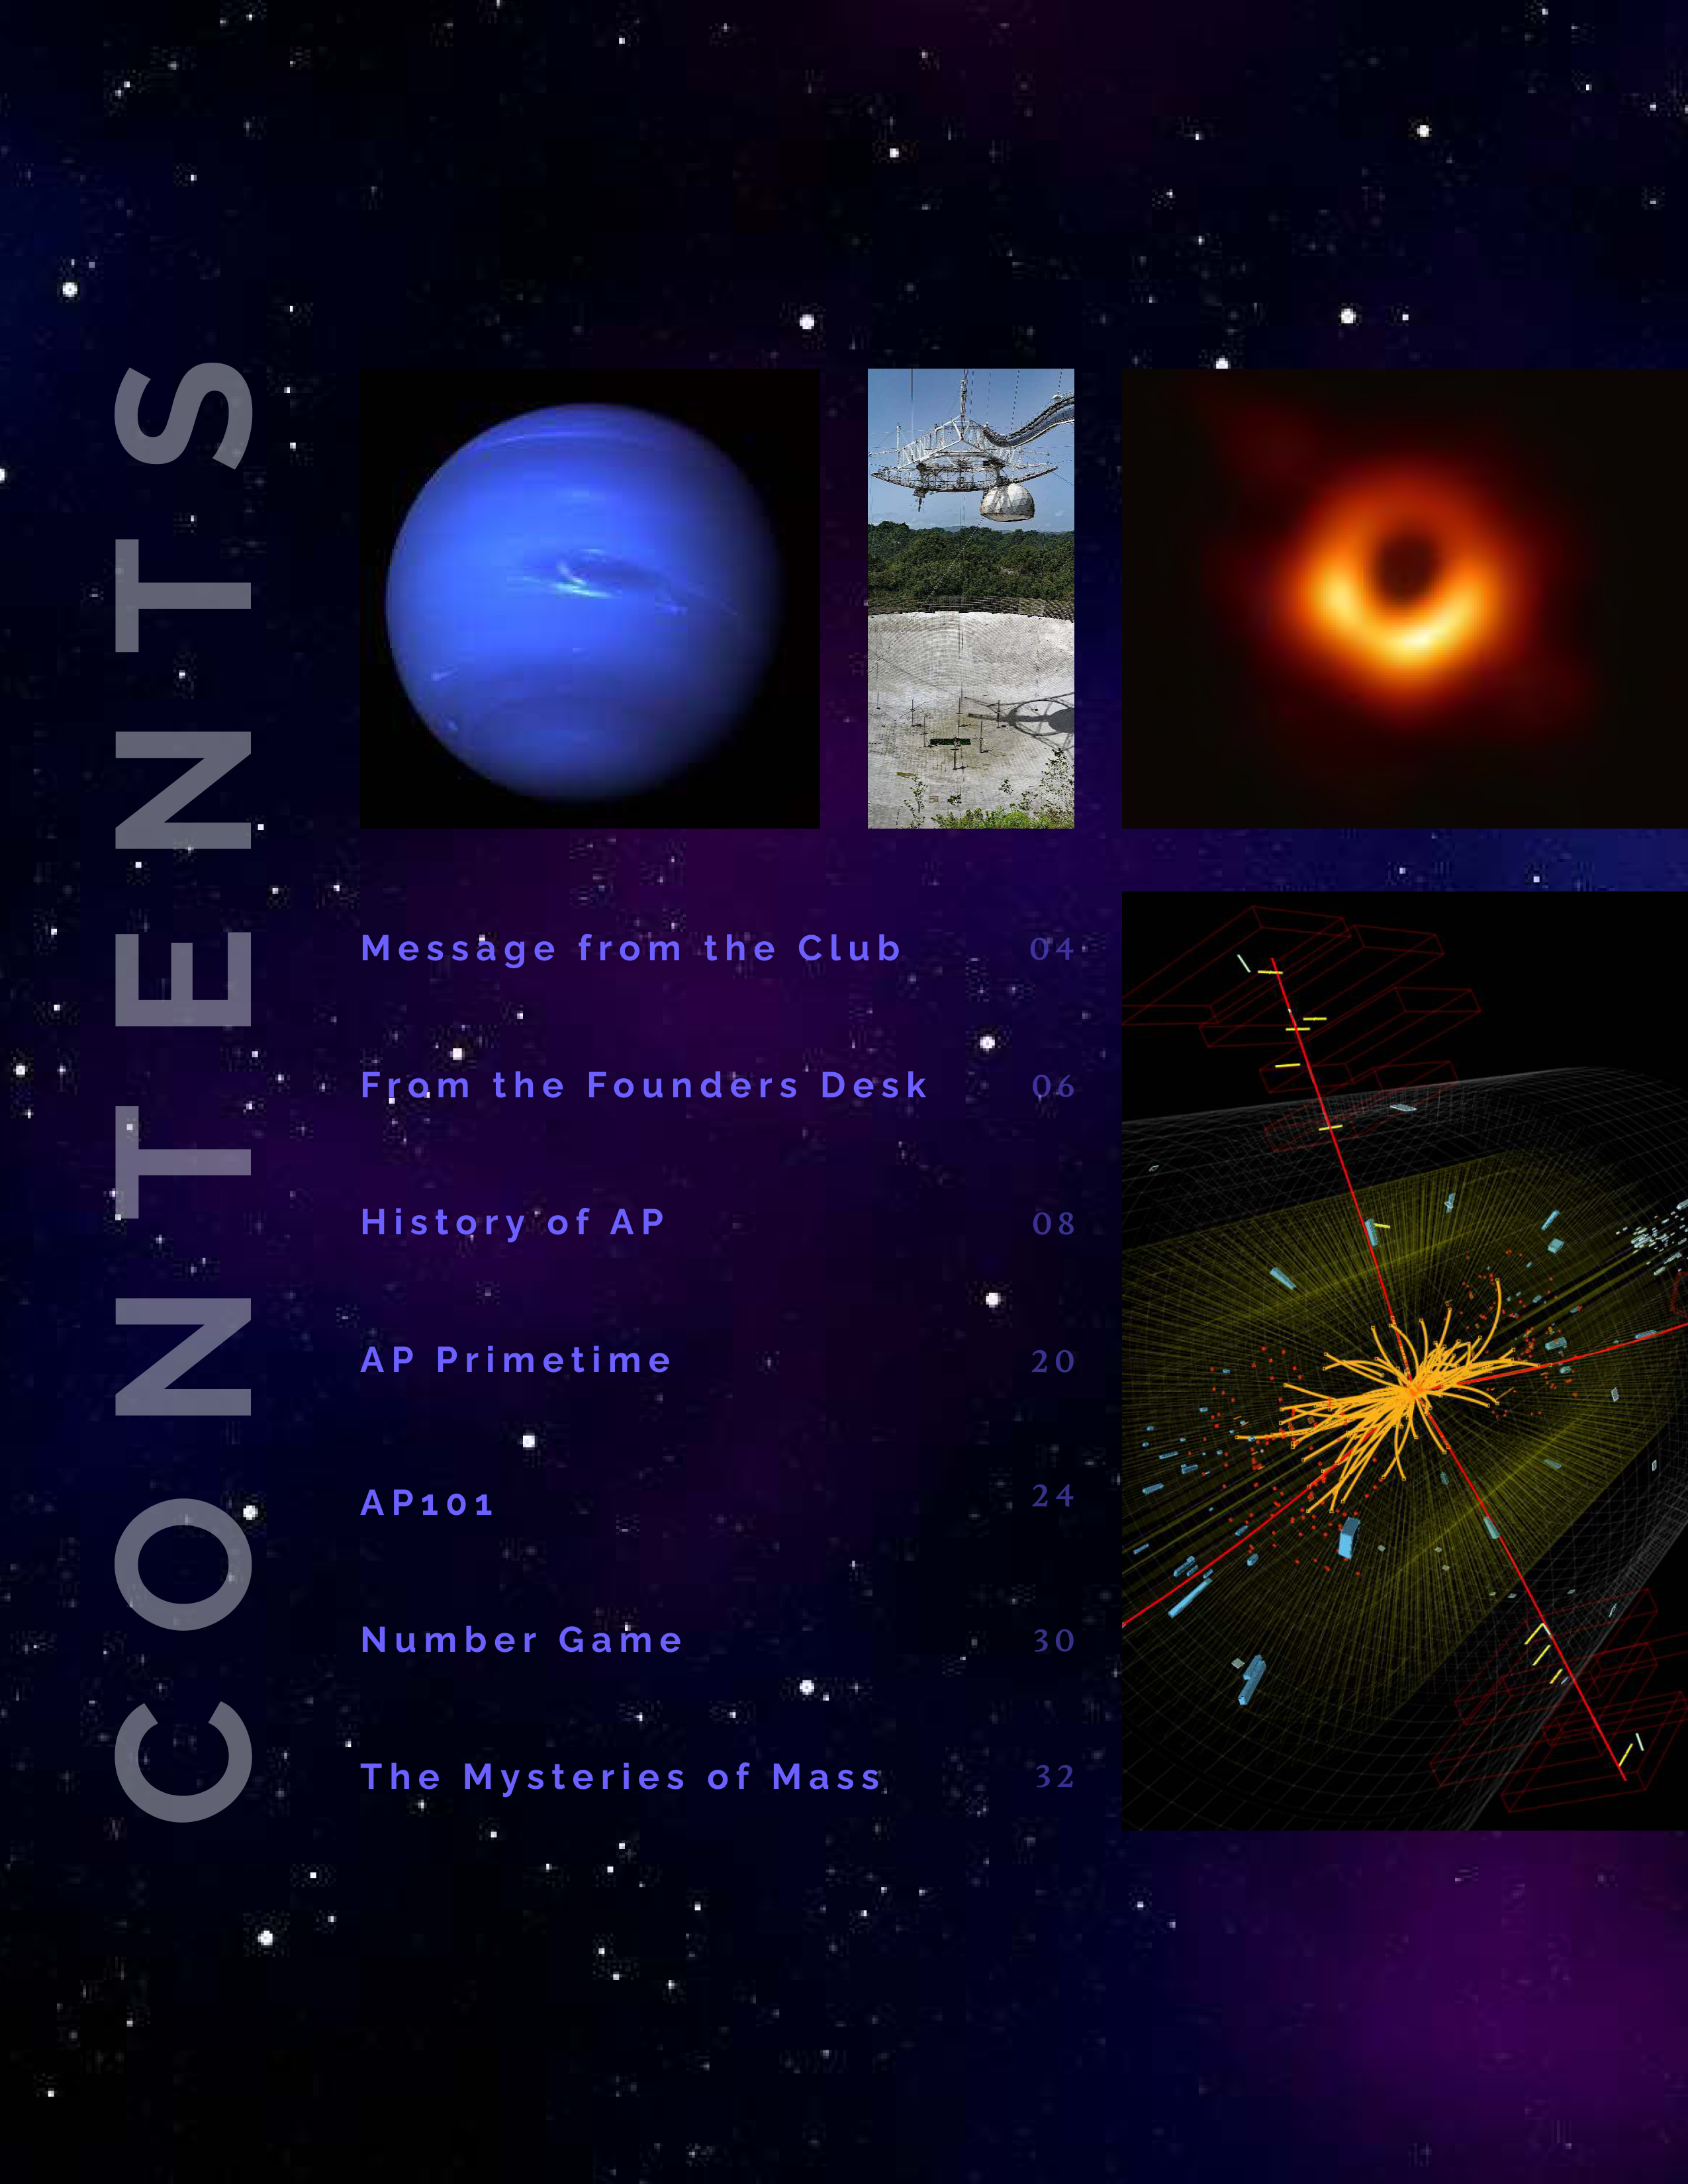 CONTENTS
Message from the Club 04
From the Founders Desk 06
History of AP 08
AP Primetime 20
AP101 24
Number Game 30
The Mysteries of Mass 32